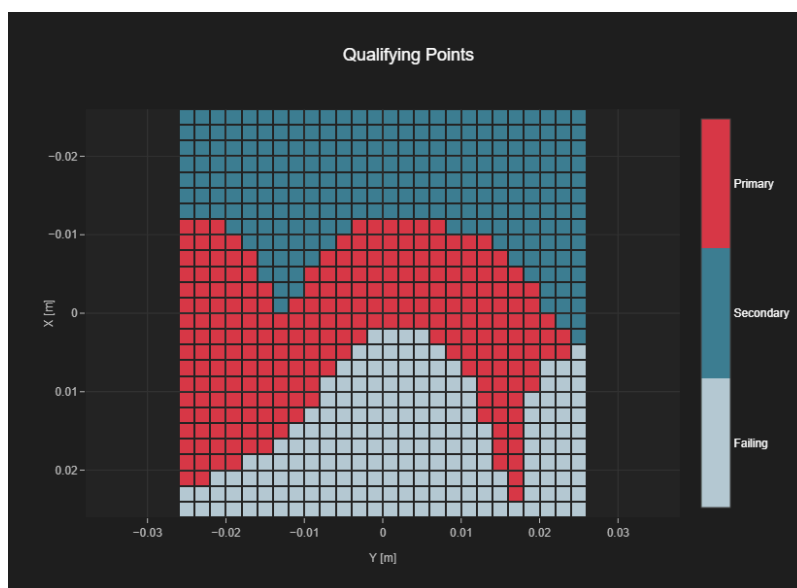 Qualifying Points
−0.02
−0.01
0
0.01
0.02
X [m]
−0.03
−0.02
−0.01
0
0.01
0.02
0.03
Y [m]
Primary
Secondary
Failing